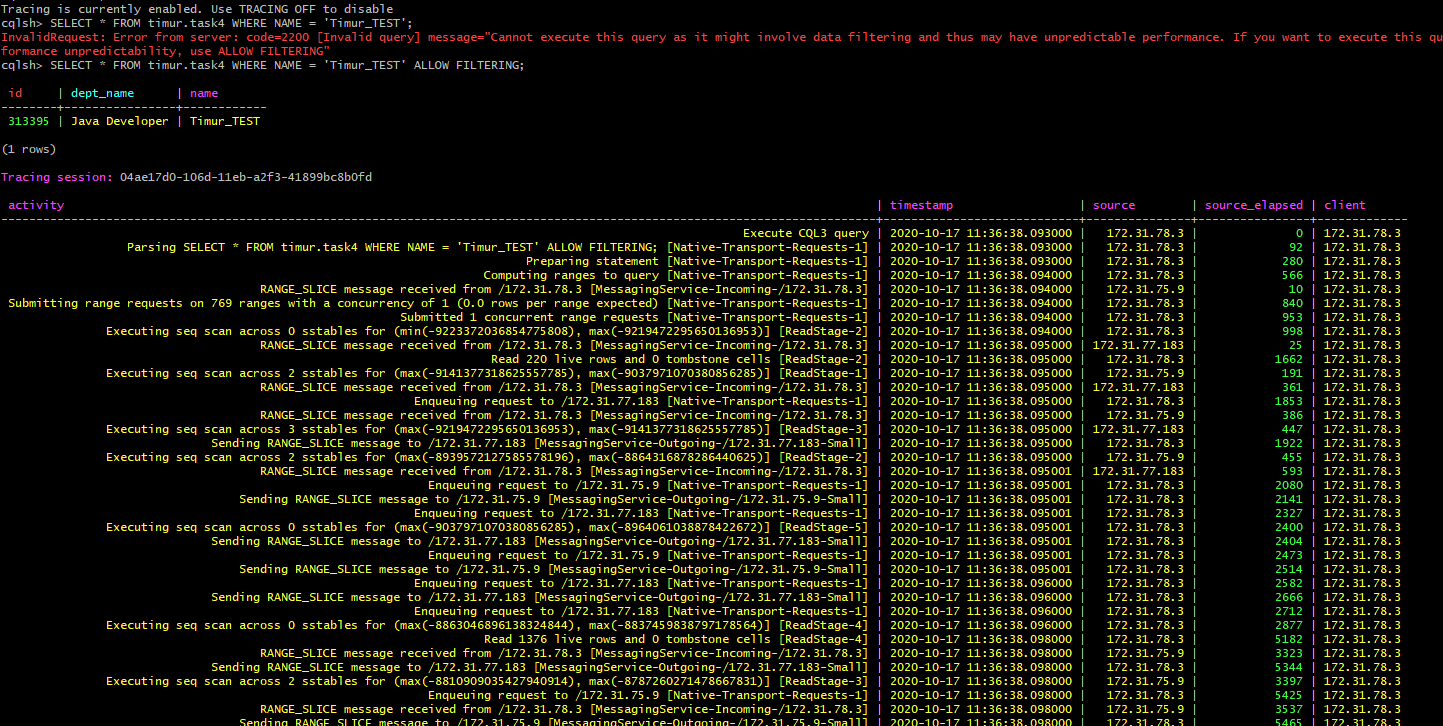 Tracing is currently enabled. Use TRACING OFF to disable
cqlsh> SELECT * FROM timur.task4 WHERE NAME = 'Timur_TEST';
InvalidRequest: Error from server: code=2200 [Invalid query] message="Cannot execute this query as it might involve data filtering and thus may have unpredictable performance. If you want to execute this qu
formance unpredictability, use ALLOW FILTERING"
cqlsh> SELECT * FROM timur.task4 WHERE NAME = 'Timur_TEST' ALLOW FILTERING;
id | dept_name | name
313395 | Java Developer | Timur_TEST
(1 rows)
Tracing session: 04ae17d0-106d-11eb-a2f3-41899bc8b0fd
activity | timestamp | source | source_elapsed | client
Execute CQL3 query | 2020-10-17 11:36:38.093000 | 172.31.78.3 | 0 | 172.31.78.3
Parsing SELECT * FROM timur.task4 WHERE NAME = 'Timur_TEST' ALLOW FILTERING; [Native-Transport-Requests-1] | 2020-10-17 11:36:38.093000 | 172.31.78.3 | 92 | 172.31.78.3
Preparing statement [Native-Transport-Requests-1] | 2020-10-17 11:36:38.093000 | 172.31.78.3 | 280 | 172.31.78.3
Computing ranges to query [Native-Transport-Requests-1] | 2020-10-17 11:36:38.094000 | 172.31.78.3 | 566 | 172.31.78.3
RANGE_SLICE message received from /172.31.78.3 [MessagingService-Incoming-/172.31.78.3] | 2020-10-17 11:36:38.094000 | 172.31.75.9 | 10 | 172.31.78.3
Submitting range requests on 769 ranges with a concurrency of 1 (0.0 rows per range expected) [Native-Transport-Requests-1] | 2020-10-17 11:36:38.094000 | 172.31.78.3 | 840 | 172.31.78.3
Submitted 1 concurrent range requests [Native-Transport-Requests-1] | 2020-10-17 11:36:38.094000 | 172.31.78.3 | 953 | 172.31.78.3
Executing seq scan across 0 sstables for (min(-9223372036854775808), max(-9219472295650136953)] [ReadStage-2] | 2020-10-17 11:36:38.094000 | 172.31.78.3 | 998 | 172.31.78.3
RANGE_SLICE message received from /172.31.78.3 [MessagingService-Incoming-/172.31.78.3] | 2020-10-17 11:36:38.095000 | 172.31.77.183 | 25 | 172.31.78.3
Read 220 live rows and 0 tombstone cells [ReadStage-2] | 2020-10-17 11:36:38.095000 | 172.31.78.3 | 1662 | 172.31.78.3
Executing seq scan across 2 sstables for (max(-9141377318625557785), max(-9037971070380856285)] [ReadStage-1] | 2020-10-17 11:36:38.095000 | 172.31.75.9 | 191 | 172.31.78.3
RANGE_SLICE message received from /172.31.78.3 [MessagingService-Incoming-/172.31.78.3] | 2020-10-17 11:36:38.095000 | 172.31.77.183 | 361 | 172.31.78.3
Enqueuing request to /172.31.77.183 [Native-Transport-Requests-1] | 2020-10-17 11:36:38.095000 | 172.31.78.3 | 1853 | 172.31.78.3
RANGE_SLICE message received from /172.31.78.3 [MessagingService-Incoming-/172.31.78.3] | 2020-10-17 11:36:38.095000 | 172.31.75.9 | 386 | 172.31.78.3
Executing seq scan across 3 sstables for (max(-9219472295650136953), max(-9141377318625557785)] [ReadStage-3] | 2020-10-17 11:36:38.095000 | 172.31.77.183 | 447 | 172.31.78.3
Sending RANGE_SLICE message to /172.31.77.183 [MessagingService-Outgoing-/172.31.77.183-Small] | 2020-10-17 11:36:38.095000 | 172.31.78.3 | 1922 | 172.31.78.3
Executing seq scan across 2 sstables for (max(-8939572127585578196), max(-8864316878286440625)] [ReadStage-2] | 2020-10-17 11:36:38.095000 | 172.31.75.9 | 455 | 172.31.78.3
RANGE_SLICE message received from /172.31.78.3 [MessagingService-Incoming-/172.31.78.3] | 2020-10-17 11:36:38.095001 | 172.31.77.183 | 593 | 172.31.78.3
Enqueuing request to /172.31.75.9 [Native-Transport-Requests-1] | 2020-10-17 11:36:38.095001 | 172.31.78.3 | 2080 | 172.31.78.3
Sending RANGE_SLICE message to /172.31.75.9 [MessagingService-Outgoing-/172.31.75.9-Small] | 2020-10-17 11:36:38.095001 | 172.31.78.3 | 2141 | 172.31.78.3
Enqueuing request to /172.31.77.183 [Native-Transport-Requests-1] | 2020-10-17 11:36:38.095001 | 172.31.78.3 | 2327 | 172.31.78.3
Executing seq scan across 0 sstables for (max(-9037971070380856285), max(-8964061038878422672)] [ReadStage-5] | 2020-10-17 11:36:38.095001 | 172.31.78.3 | 2400 | 172.31.78.3
Sending RANGE_SLICE message to /172.31.77.183 [MessagingService-Outgoing-/172.31.77.183-Small] | 2020-10-17 11:36:38.095001 | 172.31.78.3 | 2404 | 172.31.78.3
Enqueuing request to /172.31.75.9 [Native-Transport-Requests-1] | 2020-10-17 11:36:38.095001 | 172.31.78.3 | 2473 | 172.31.78.3
Sending RANGE_SLICE message to /172.31.75.9 [MessagingService-Outgoing-/172.31.75.9-Small] | 2020-10-17 11:36:38.095001 | 172.31.78.3 | 2514 | 172.31.78.3
Enqueuing request to /172.31.77.183 [Native-Transport-Requests-1] | 2020-10-17 11:36:38.096000 | 172.31.78.3 | 2582 | 172.31.78.3
Sending RANGE_SLICE message to /172.31.77.183 [MessagingService-Outgoing-/172.31.77.183-Small] | 2020-10-17 11:36:38.096000 | 172.31.78.3 | 2666 | 172.31.78.3
Enqueuing request to /172.31.77.183 [Native-Transport-Requests-1] | 2020-10-17 11:36:38.096000 | 172.31.78.3 | 2712 | 172.31.78.3
Executing seq scan across 0 sstables for (max(-8863046896138324844), max(-8837459838797178564)] [ReadStage-4] | 2020-10-17 11:36:38.096000 | 172.31.78.3 | 2877 | 172.31.78.3
Read 1376 live rows and 0 tombstone cells [ReadStage-4] | 2020-10-17 11:36:38.098000 | 172.31.78.3 | 5182 | 172.31.78.3
RANGE_SLICE message received from /172.31.78.3 [MessagingService-Incoming-/172.31.78.3] | 2020-10-17 11:36:38.098000 | 172.31.75.9 | 3323 | 172.31.78.3
Sending RANGE_SLICE message to /172.31.77.183 [MessagingService-Outgoing-/172.31.77.183-Small] | 2020-10-17 11:36:38.098000 | 172.31.78.3 | 5344 | 172.31.78.3
Executing seq scan across 2 sstables for (max(-8810909035427940914), max(-8787260271478667831)] [ReadStage-3] | 2020-10-17 11:36:38.098000 | 172.31.75.9 | 3397 | 172.31.78.3
Enqueuing request to /172.31.75.9 [Native-Transport-Requests-1] | 2020-10-17 11:36:38.098000 | 172.31.78.3 | 5425 | 172.31.78.3
RANGE_SLICE message received from /172.31.78.3 [MessagingService-Incoming-/172.31.78.3] | 2020-10-17 11:36:38.098000 | 172.31.75.9 | 3537 | 172.31.78.3
Sending RANGE_SLICE message to /172.31.75.9 [MessagingService-Outgoing-/172.31.75.9-Small] | 2020-10-17 11:36:38.098000 | 172.31.78.3 | 5465 | 172.31.78.3